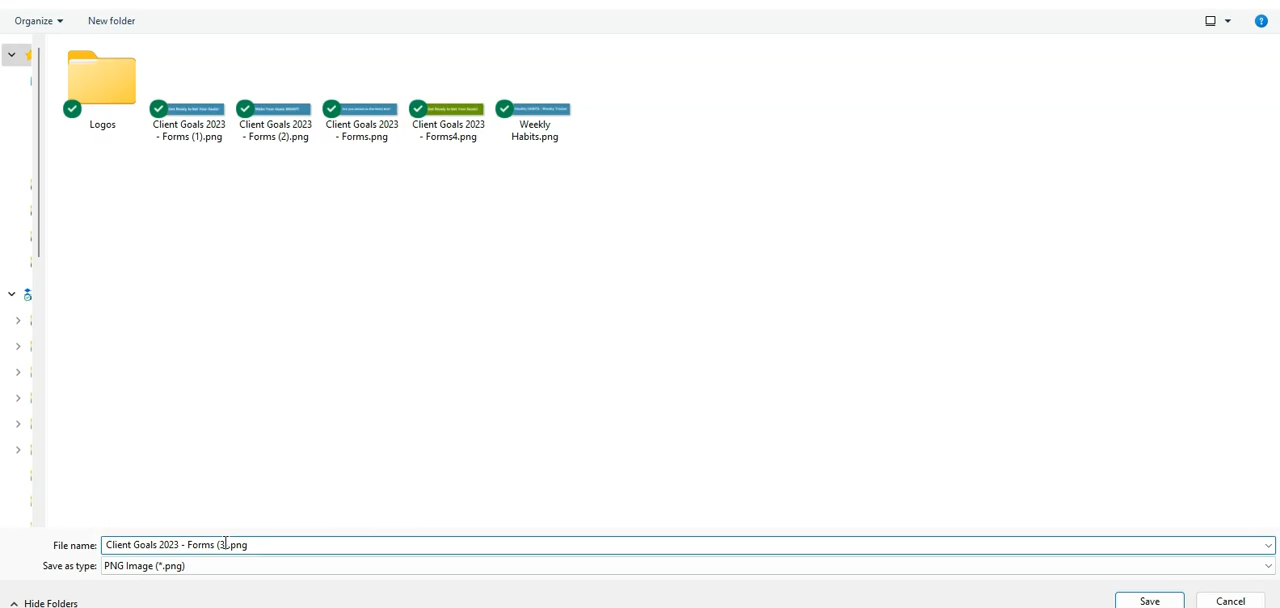 Organize
New folder
Logos
Client Goals 2023
- Forms (1).png
Client Goals 2023
- Forms (2).png
Client Goals 2023
- Forms.png
Client Goals 2023
- Forms4.png
Weekly
Habits.png
File name: Client Goals 2023 - Forms (3).png
Save as type: PNG Image (*.png)
Hide Folders
Save
Cancel